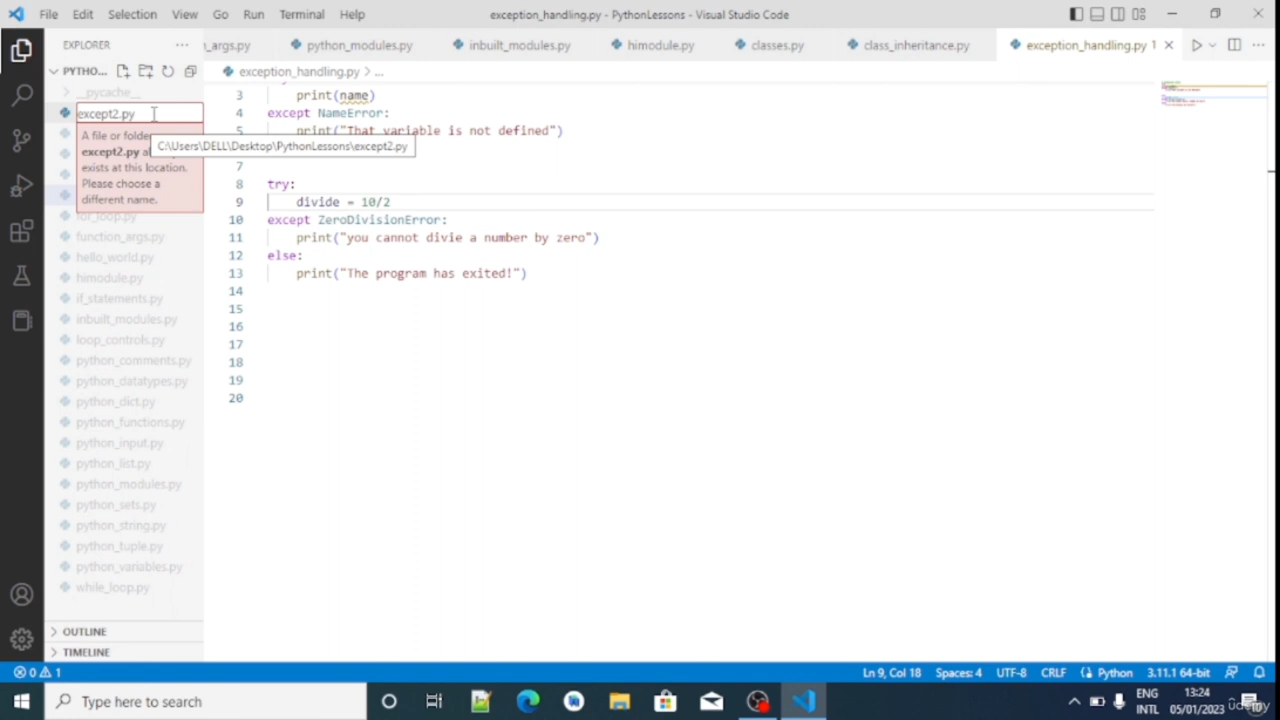 File Edit Selection View Go Run Terminal Help
exception_handling.py - PythonLessons - Visual Studio Code
EXPLORER
_args.py python_modules.py inbuilt_modules.py himodule.py classes.py class_inheritance.py exception_handling.py 1
PYTHO...
exception_handling.py > ...
__pycache__
except2.py
A file or folder
except2.py
exists at this location.
Please choose a
different name.
C:\Users\DELL\Desktop\PythonLessons\except2.py
for_loop.py
function_args.py
hello_world.py
himodule.py
if_statements.py
inbuilt_modules.py
loop_controls.py
python_comments.py
python_datatypes.py
python_dict.py
python_functions.py
python_input.py
python_list.py
python_modules.py
python_sets.py
python_string.py
python_tuple.py
python_variables.py
while_loop.py
OUTLINE
TIMELINE
3 print(name)
4 except NameError:
5 print("That variable is not defined")
7
8 try:
9 divide = 10/2
10 except ZeroDivisionError:
11 print("you cannot divie a number by zero")
12 else:
13 print("The program has exited!")
14
15
16
17
18
19
20
0 1 Ln 9, Col 18 Spaces: 4 UTF-8 CRLF Python 3.11.1 64-bit
Type here to search
ENG
INTL
13:24
05/01/2023
udemy